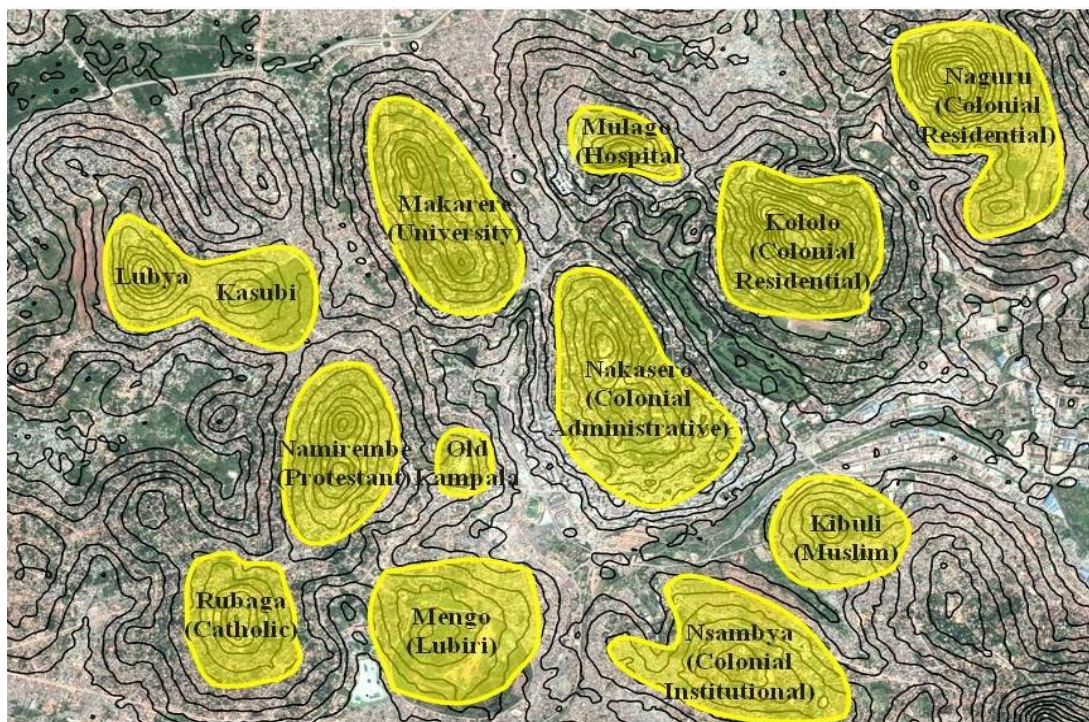 Naguru
(Colonial
Residential)
Mulago
(Hospital
Makarere
(University
Kololo
(Colonial
Residential)
Lubya
Kasubi
Nakasero
(Colonial
Administrative)
Namirembe
(Protestant)
Old
Kampala
Kibuli
(Muslim)
Rubaga
(Catholic)
Mengo
(Lubiri)
Nsambya
(Colonial
Institutional)